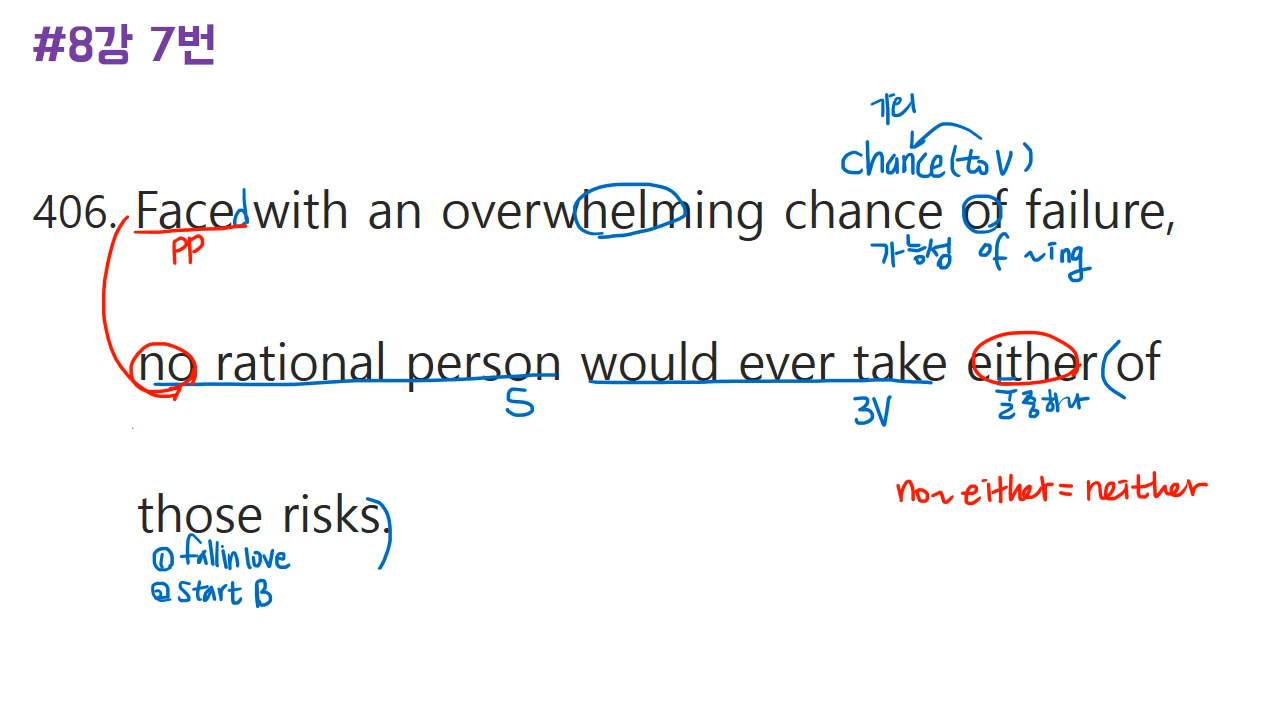 #8강 7번
기회
chance(to V)
406. Faced with an overwhelming chance of failure,
PP
가능성 of ~ing
no rational person would ever take either (of
S
3V
둘중하나
no~either=neither
those risks.)
① fall in love
② Start B